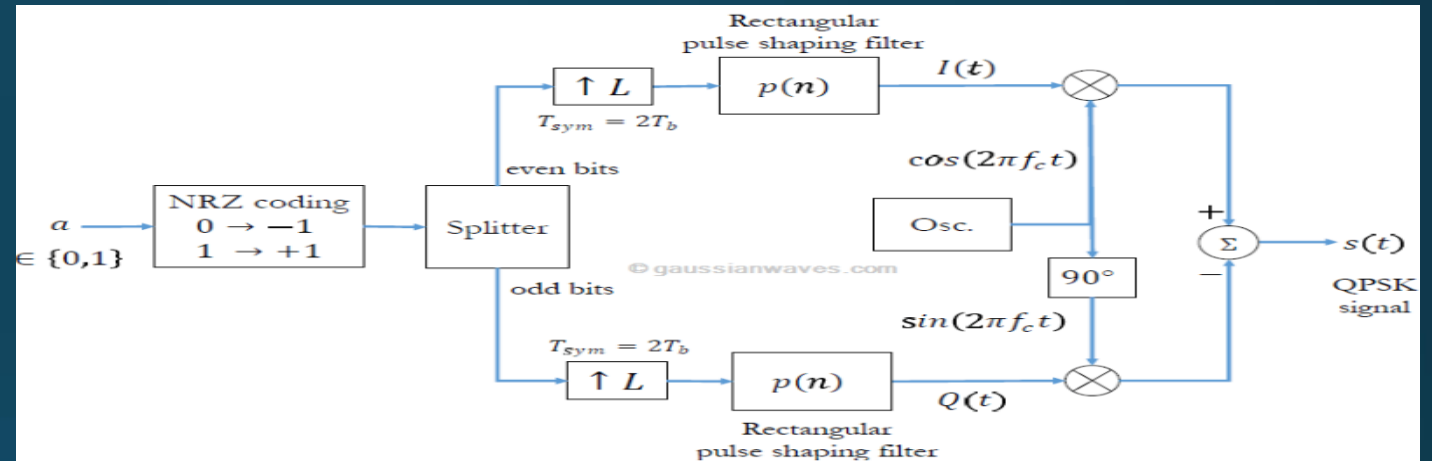 Rectangular
pulse shaping filter
↑ L
p(n)
I(t)
T_sym = 2T_b
cos(2πf_c t)
even bits
NRZ coding
0 → −1
1 → +1
a
∈ {0,1}
Splitter
Osc.
+
Σ
−
s(t)
QPSK
signal
© gaussianwaves.com
90°
odd bits
sin(2πf_c t)
T_sym = 2T_b
↑ L
p(n)
Q(t)
Rectangular
pulse shaping filter